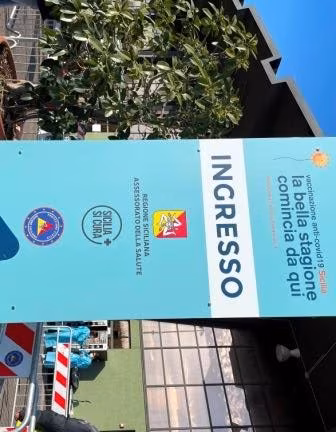 vaccinazione anti-covid19 Sicilia
la bella stagione
comincia da qui
INGRESSO
REGIONE SICILIANA
ASSESSORATO DELLA SALUTE
SICILIA
SI CURA